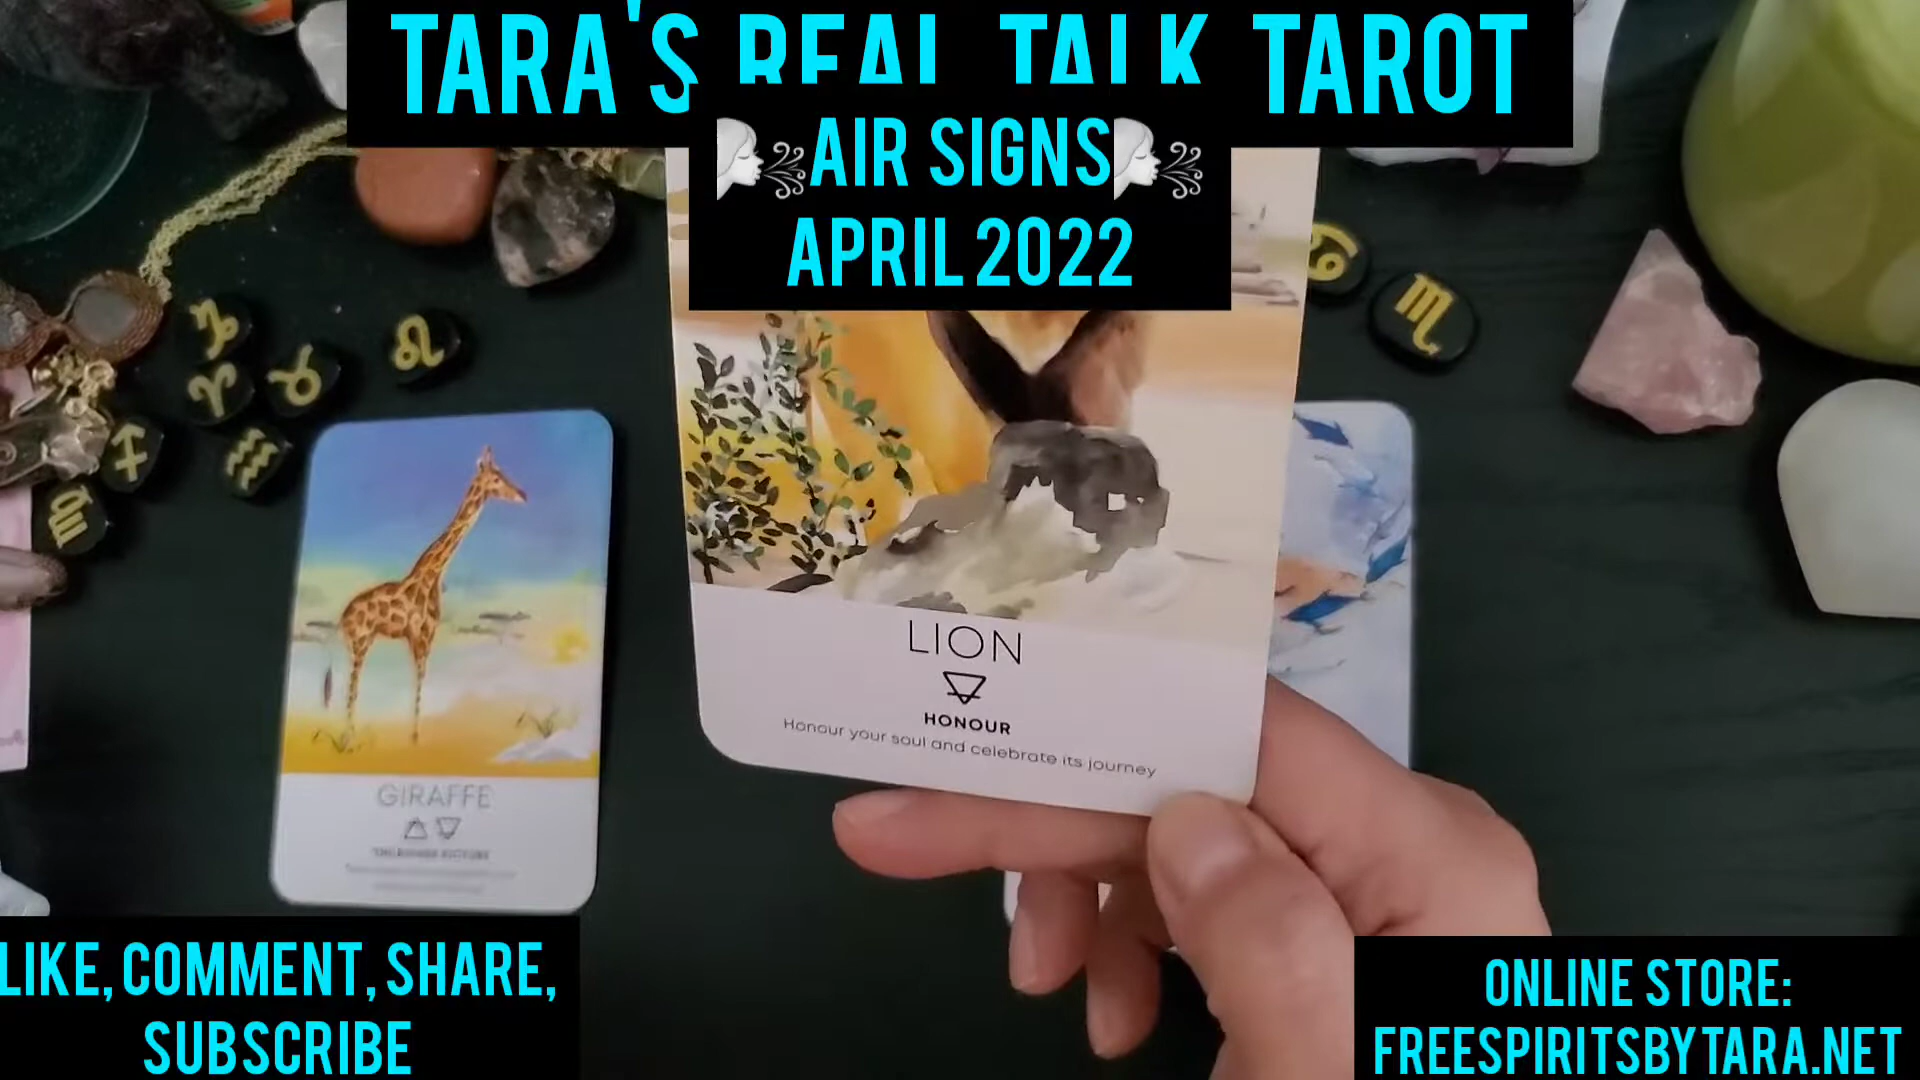 TARA'S REAL TALK TAROT
AIR SIGNS
APRIL 2022
LION
HONOUR
Honour your soul and celebrate its journey
GIRAFFE
LIKE, COMMENT, SHARE,
SUBSCRIBE
ONLINE STORE:
FREESPIRITSBYTARA.NET